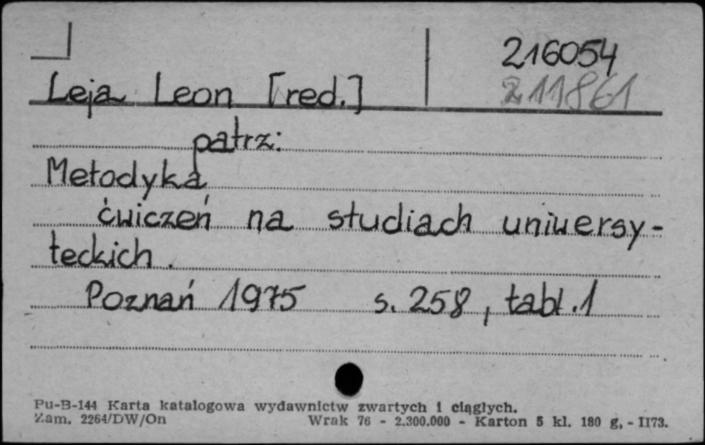 216054
Leja Leon [red.]
211861
patrz:
Metodyka
ćwiczeń na studiach uniwersy-
teckich.
Poznań 1975 s. 258, tabl. 1
Pu-B-144 Karta katalogowa wydawnictw zwartych i ciągłych.
Zam. 2264/DW/On Wrak 76 - 2.300.000 - Karton 5 kl. 180 g. - II73.